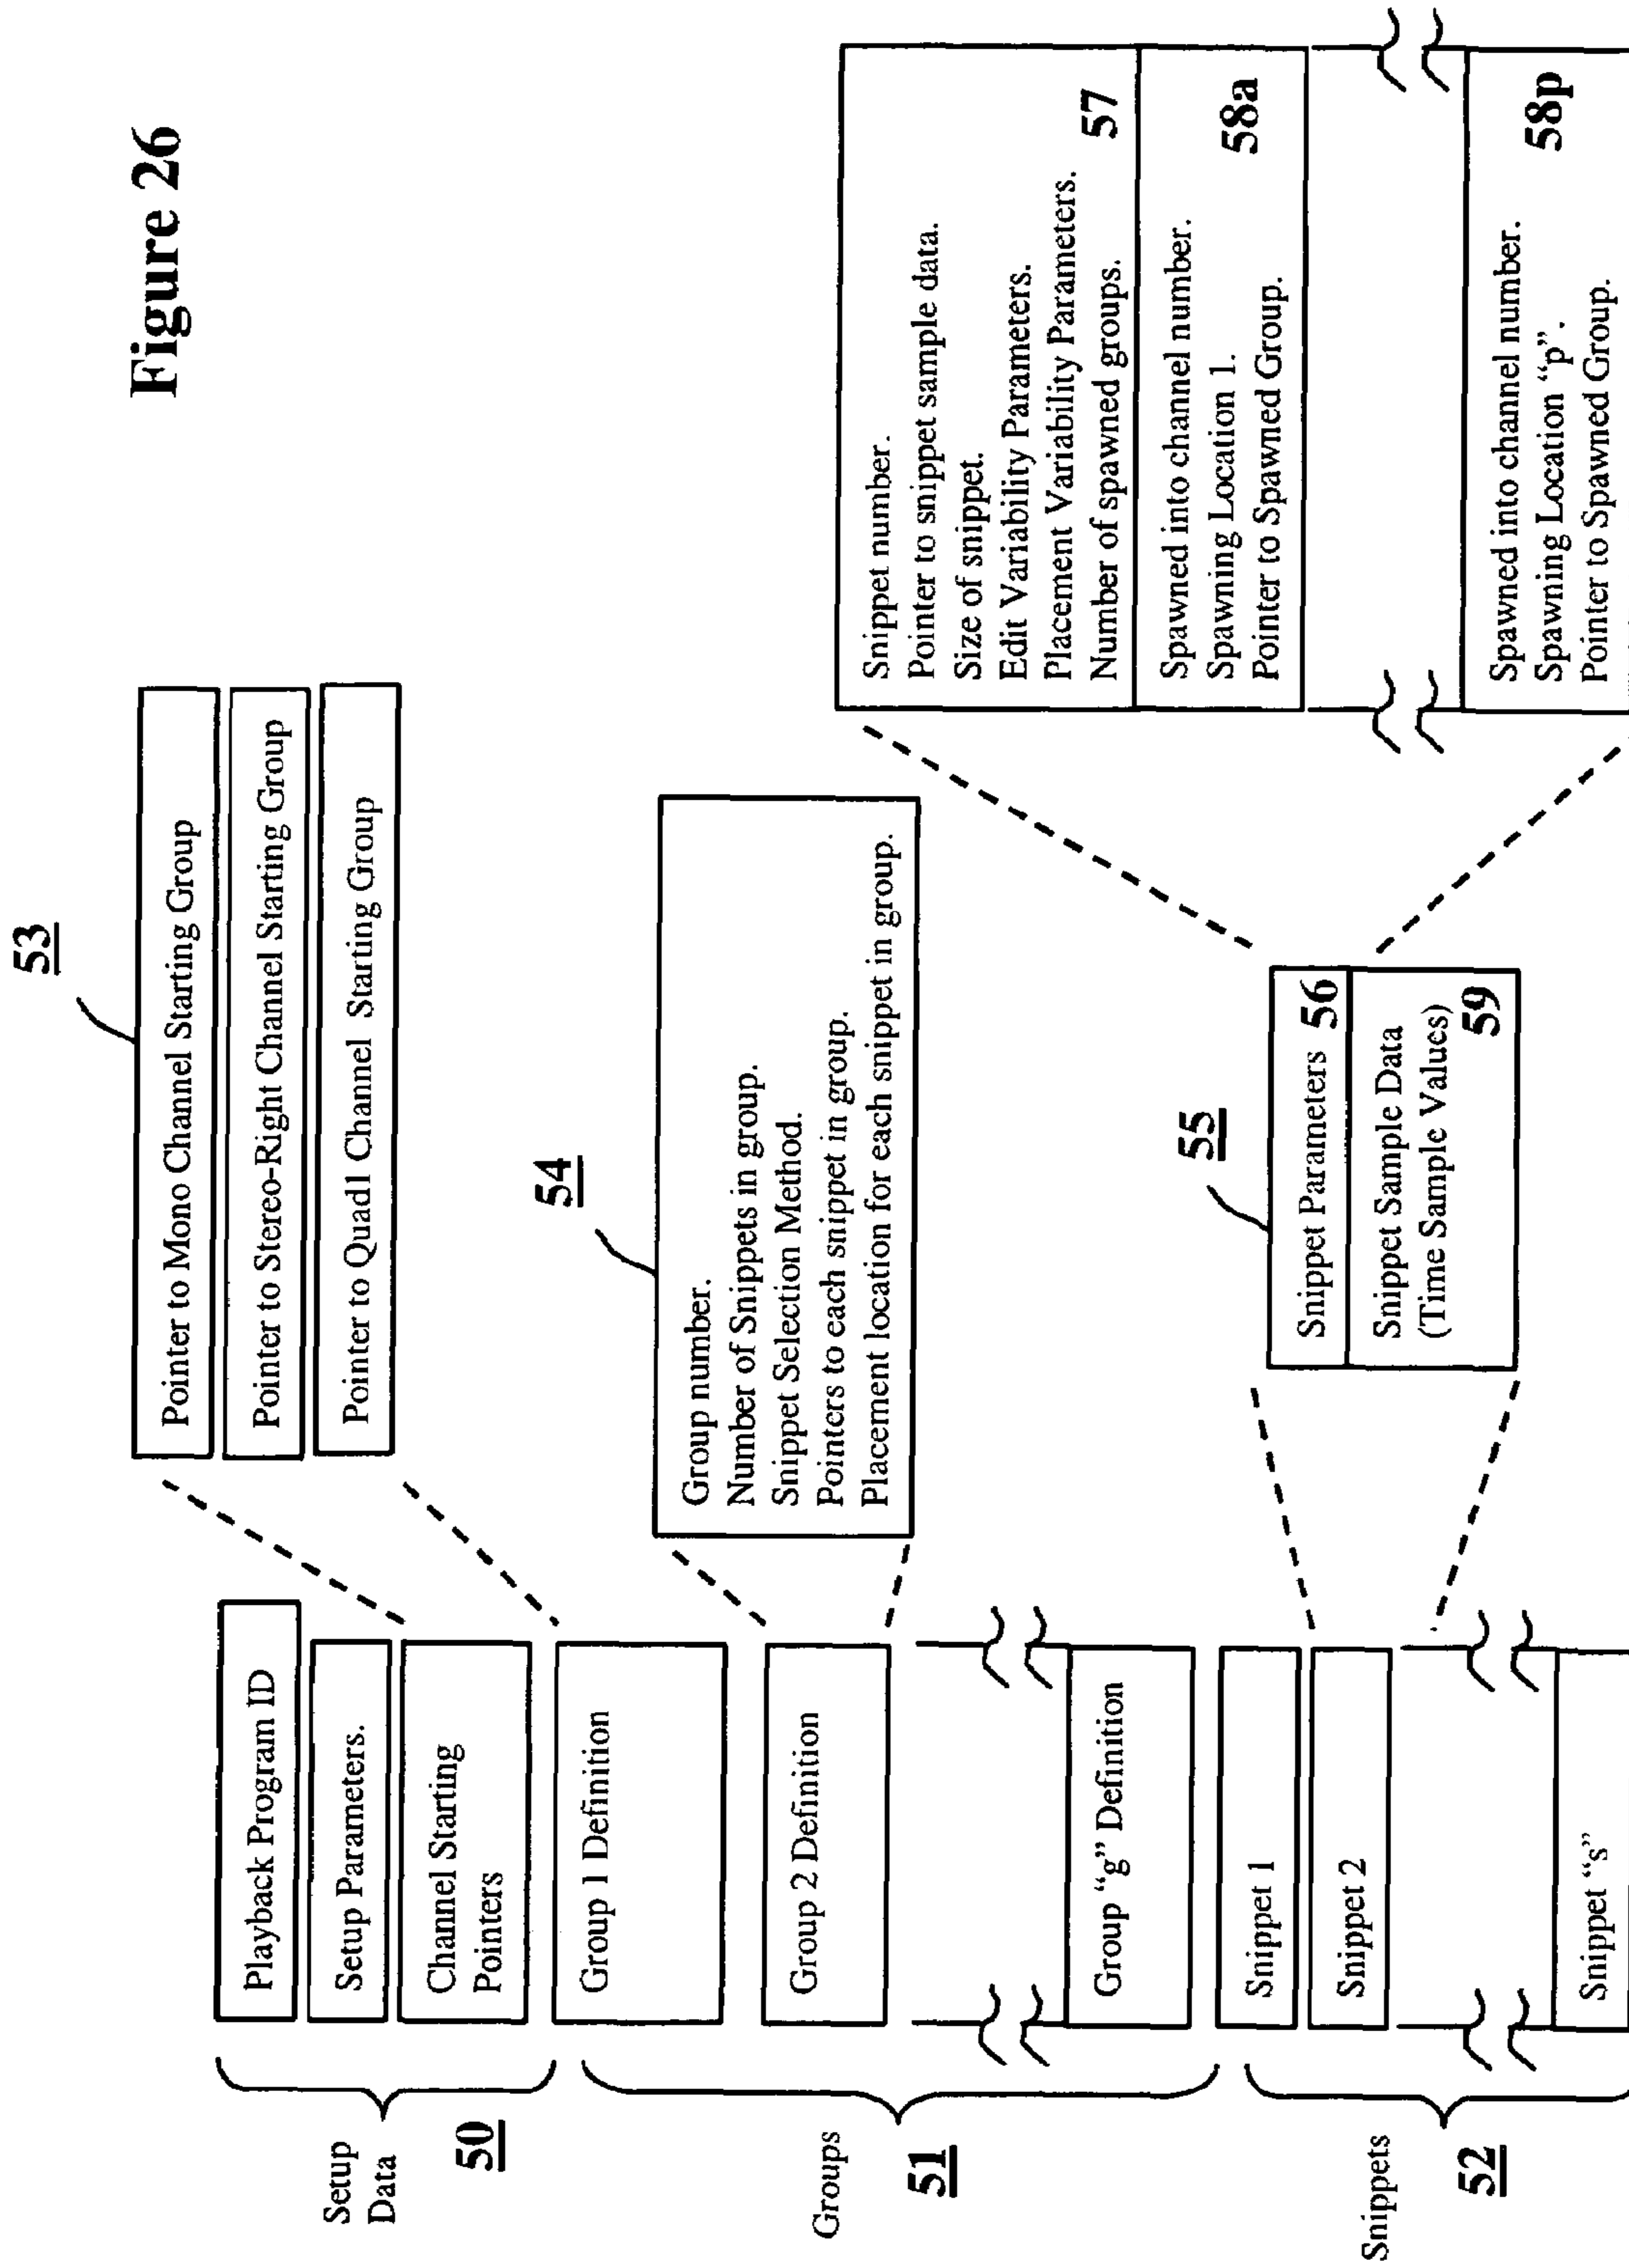 Figure 26
Setup
Data
50
Playback Program ID
Setup Parameters.
Channel Starting
Pointers
53
Pointer to Mono Channel Starting Group
Pointer to Stereo-Right Channel Starting Group
Pointer to Quad1 Channel Starting Group
Groups
51
Group 1 Definition
Group 2 Definition
Group “g” Definition
54
Group number.
Number of Snippets in group.
Snippet Selection Method.
Pointers to each snippet in group.
Placement location for each snippet in group.
Snippets
52
Snippet 1
Snippet 2
Snippet “s”
55
Snippet Parameters 56
Snippet Sample Data
(Time Sample Values)
59
Snippet number.
Pointer to snippet sample data.
Size of snippet.
Edit Variability Parameters.
Placement Variability Parameters.
Number of spawned groups. 57
Spawned into channel number.
Spawning Location 1. 58a
Pointer to Spawned Group.
Spawned into channel number.
Spawning Location “p”. 58p
Pointer to Spawned Group.